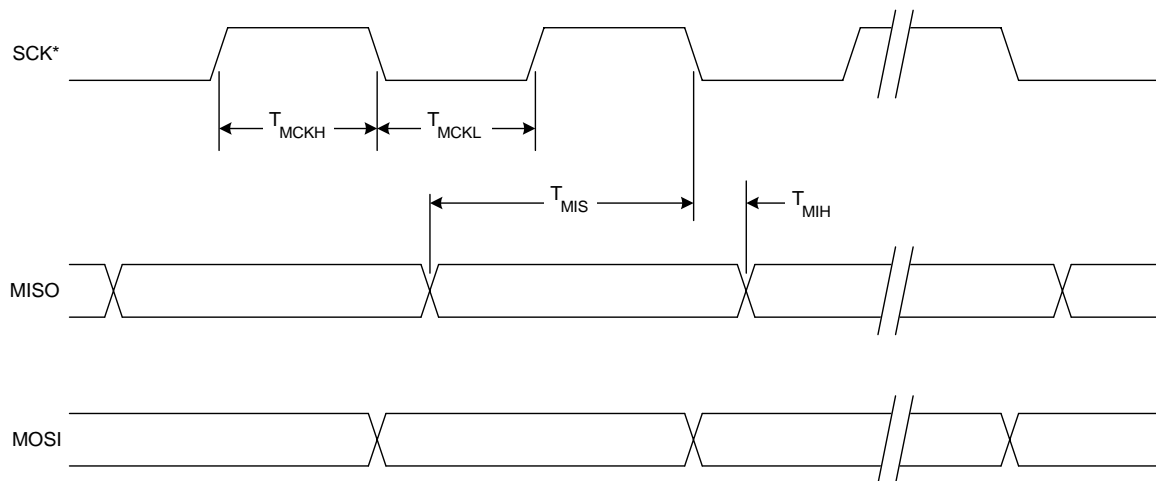 SCK*
T_MCKH
T_MCKL
T_MIS
T_MIH
MISO
MOSI